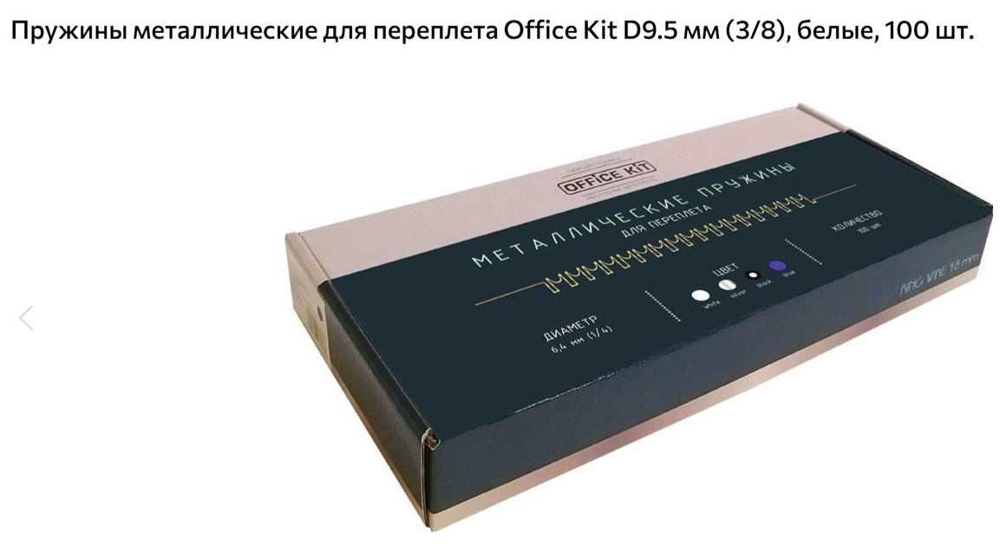 Пружины металлические для переплета Office Kit D9.5 мм (3/8), белые, 100 шт.
OFFICE KIT
МЕТАЛЛИЧЕСКИЕ ПРУЖИНЫ
ДЛЯ ПЕРЕПЛЕТА
ДИАМЕТР
6,4 мм (1/4)
ЦВЕТ
white silver black blue
КОЛИЧЕСТВО
100 шт.
RING WIRE